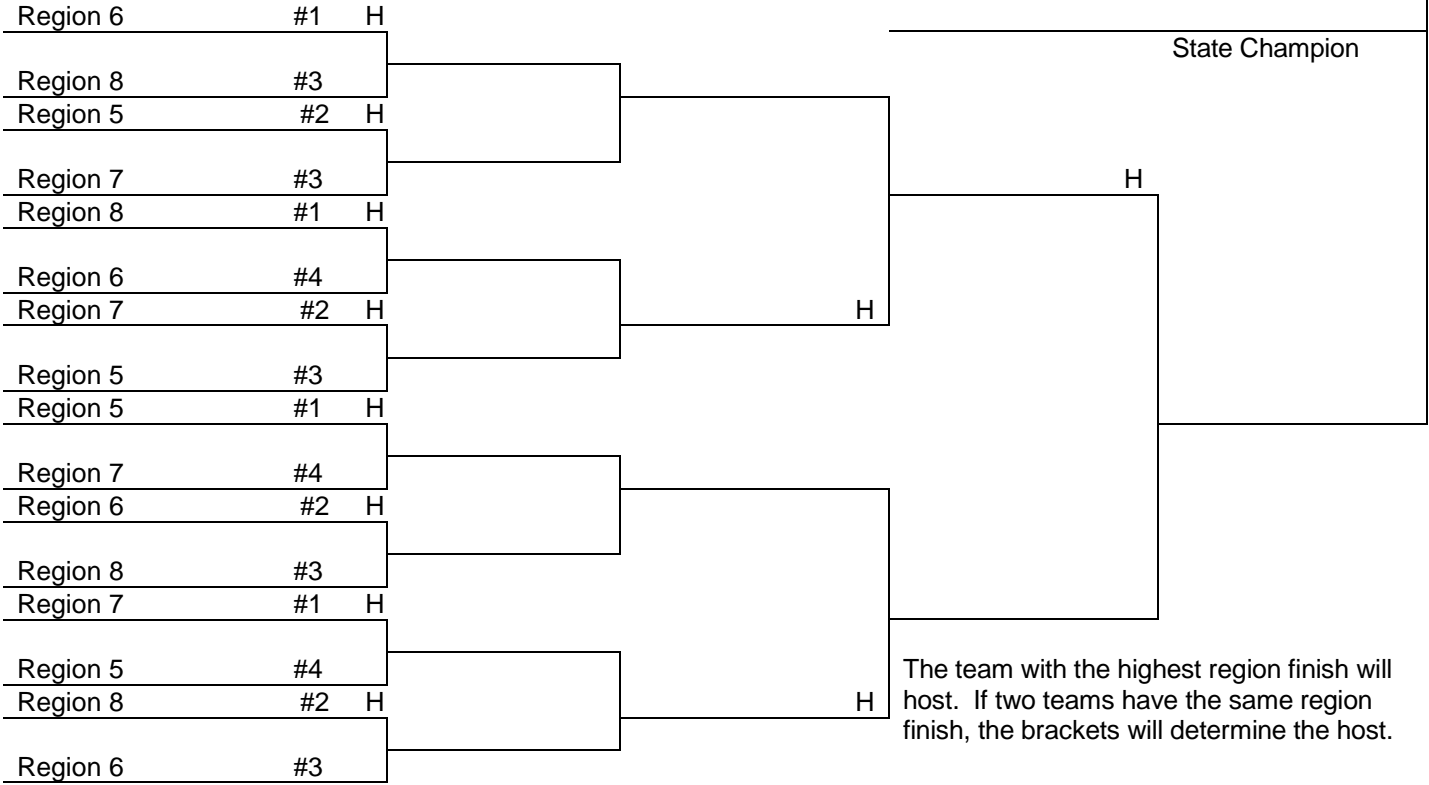 Region 6 #1 H
State Champion
Region 8 #3
Region 5 #2 H
Region 7 #3
H
Region 8 #1 H
Region 6 #4
Region 7 #2 H
H
Region 5 #3
Region 5 #1 H
Region 7 #4
Region 6 #2 H
Region 8 #3
Region 7 #1 H
Region 5 #4
Region 8 #2 H
H
Region 6 #3
The team with the highest region finish will
host. If two teams have the same region
finish, the brackets will determine the host.